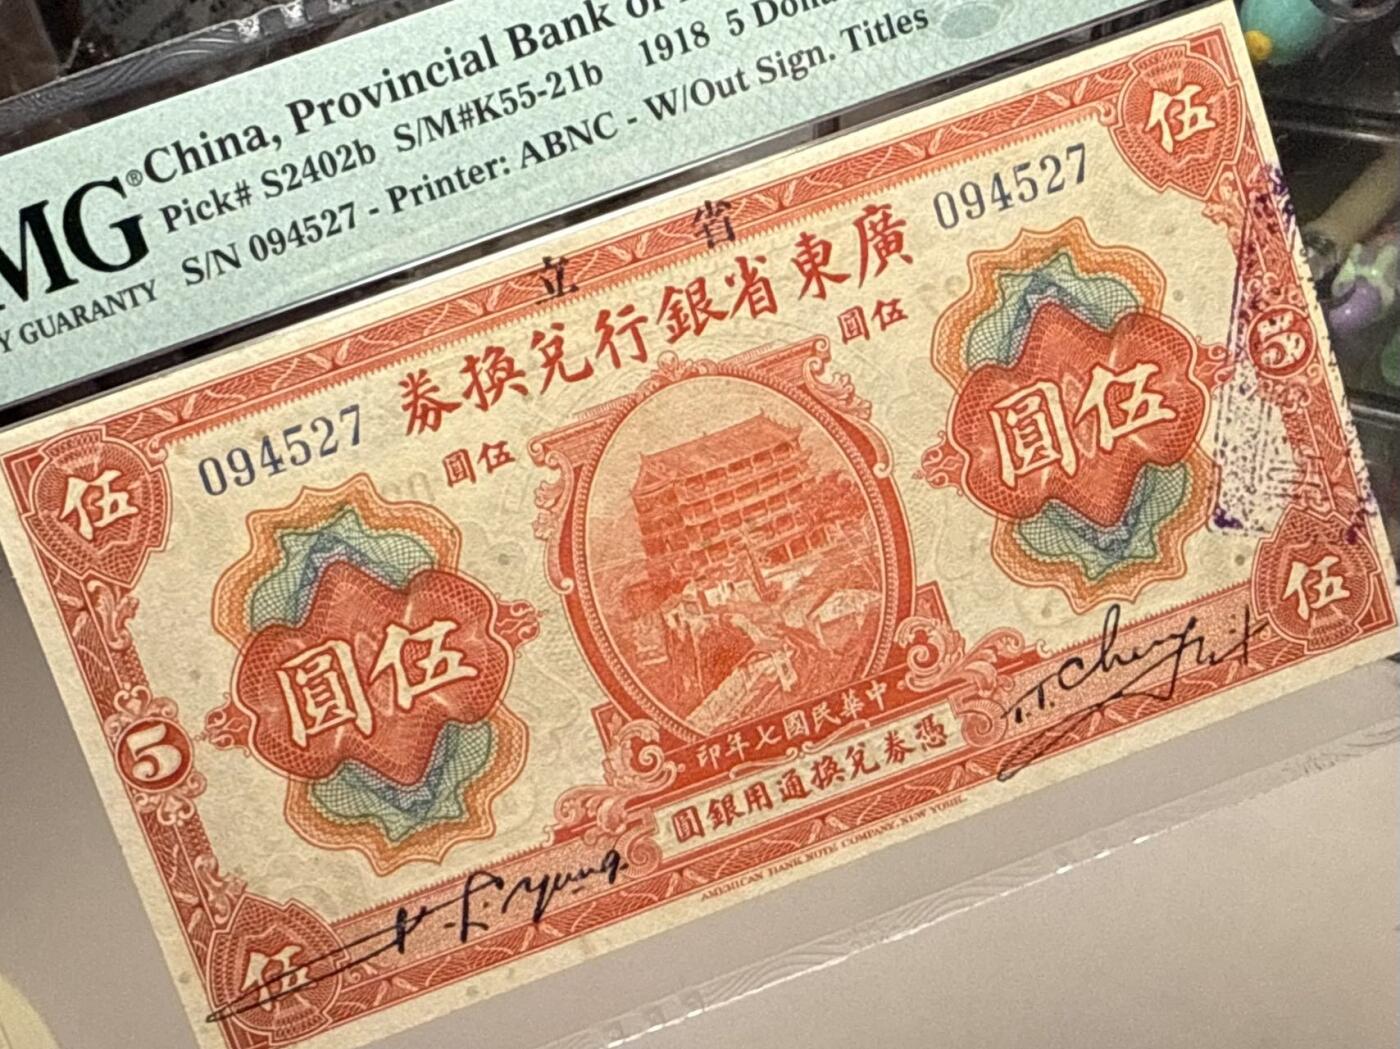 China, Provincial Bank of
Pick# S2402b S/M#K55-21b 1918 5 Dolla
S/N 094527 - Printer: ABNC - W/Out Sign. Titles
MG®
Y GUARANTY
省立
廣東省銀行兌換券
094527
094527
伍圓
伍圓
伍
伍
伍圓
伍圓
5
5
中華民國七年印
憑券兌換通用銀圓
伍
伍
AMERICAN BANK NOTE COMPANY, NEW YORK.